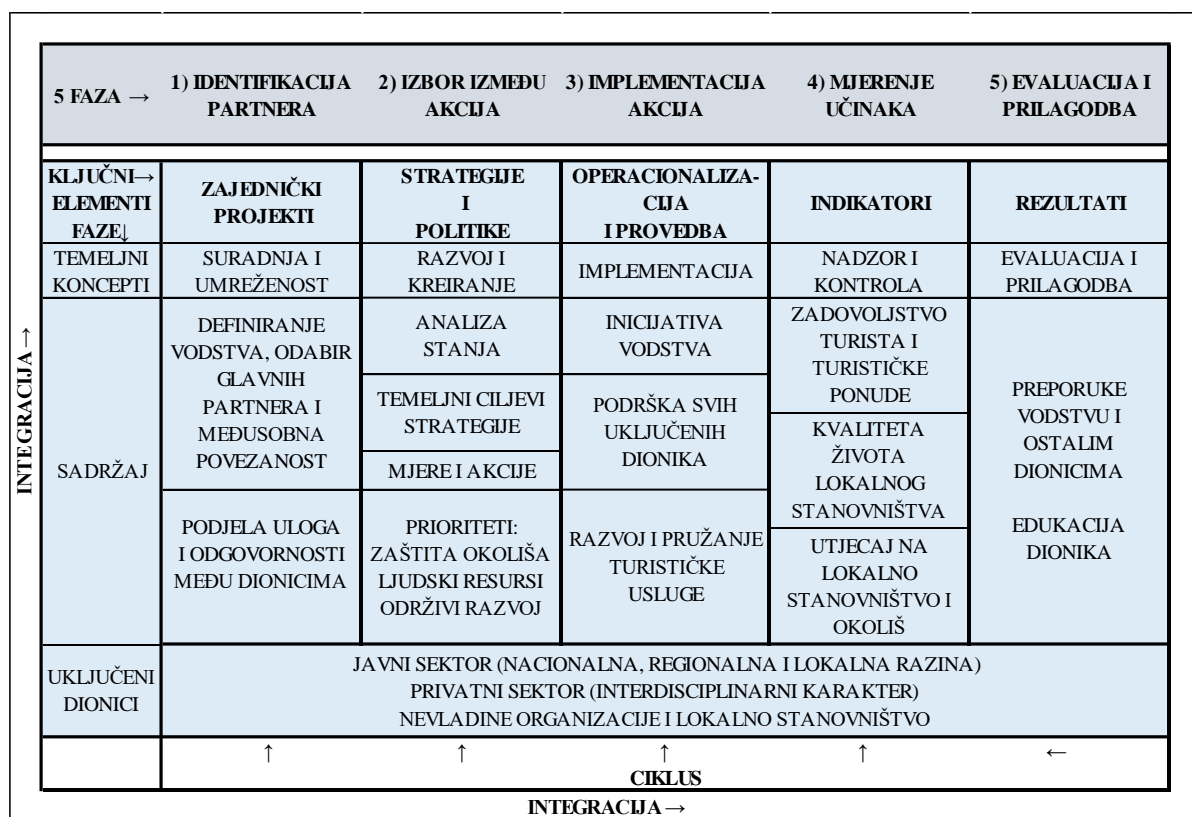 5 FAZA →
1) IDENTIFIKACIJA
PARTNERA
2) IZBOR IZMEĐU
AKCIJA
3) IMPLEMENTACIJA
AKCIJA
4) MJERENJE
UČINAKA
5) EVALUACIJA I
PRILAGODBA
KLJUČNI→
ELEMENTI
FAZE↓
ZAJEDNIČKI
PROJEKTI
STRATEGIJE
I
POLITIKE
OPERACIONALIZA-
CIJA
I PROVEDBA
INDIKATORI
REZULTATI
TEMELJNI
KONCEPTI
SURADNJA I
UMREŽENOST
RAZVOJ I
KREIRANJE
IMPLEMENTACIJA
NADZOR I
KONTROLA
EVALUACIJA I
PRILAGODBA
INTEGRACIJA →
SADRŽAJ
DEFINIRANJE
VODSTVA, ODABIR
GLAVNIH
PARTNERA I
MEĐUSOBNA
POVEZANOST
PODJELA ULOGA
I ODGOVORNOSTI
MEĐU DIONICIMA
ANALIZA
STANJA
TEMELJNI CILJEVI
STRATEGIJE
MJERE I AKCIJE
PRIORITETI:
ZAŠTITA OKOLIŠA
LJUDSKI RESURSI
ODRŽIVI RAZVOJ
INICIJATIVA
VODSTVA
PODRŠKA SVIH
UKLJUČENIH
DIONIKA
RAZVOJ I PRUŽANJE
TURISTIČKE
USLUGE
ZADOVOLJSTVO
TURISTA I
TURISTIČKE
PONUDE
KVALITETA
ŽIVOTA
LOKALNOG
STANOVNIŠTVA
UTJECAJ NA
LOKALNO
STANOVNIŠTVO I
OKOLIŠ
PREPORUKE
VODSTVU I
OSTALIM
DIONICIMA
EDUKACIJA
DIONIKA
UKLJUČENI
DIONICI
JAVNI SEKTOR (NACIONALNA, REGIONALNA I LOKALNA RAZINA)
PRIVATNI SEKTOR (INTERDISCIPLINARNI KARAKTER)
NEVLADINE ORGANIZACIJE I LOKALNO STANOVNIŠTVO
↑ ↑ ↑ ↑ ←
CIKLUS
INTEGRACIJA →